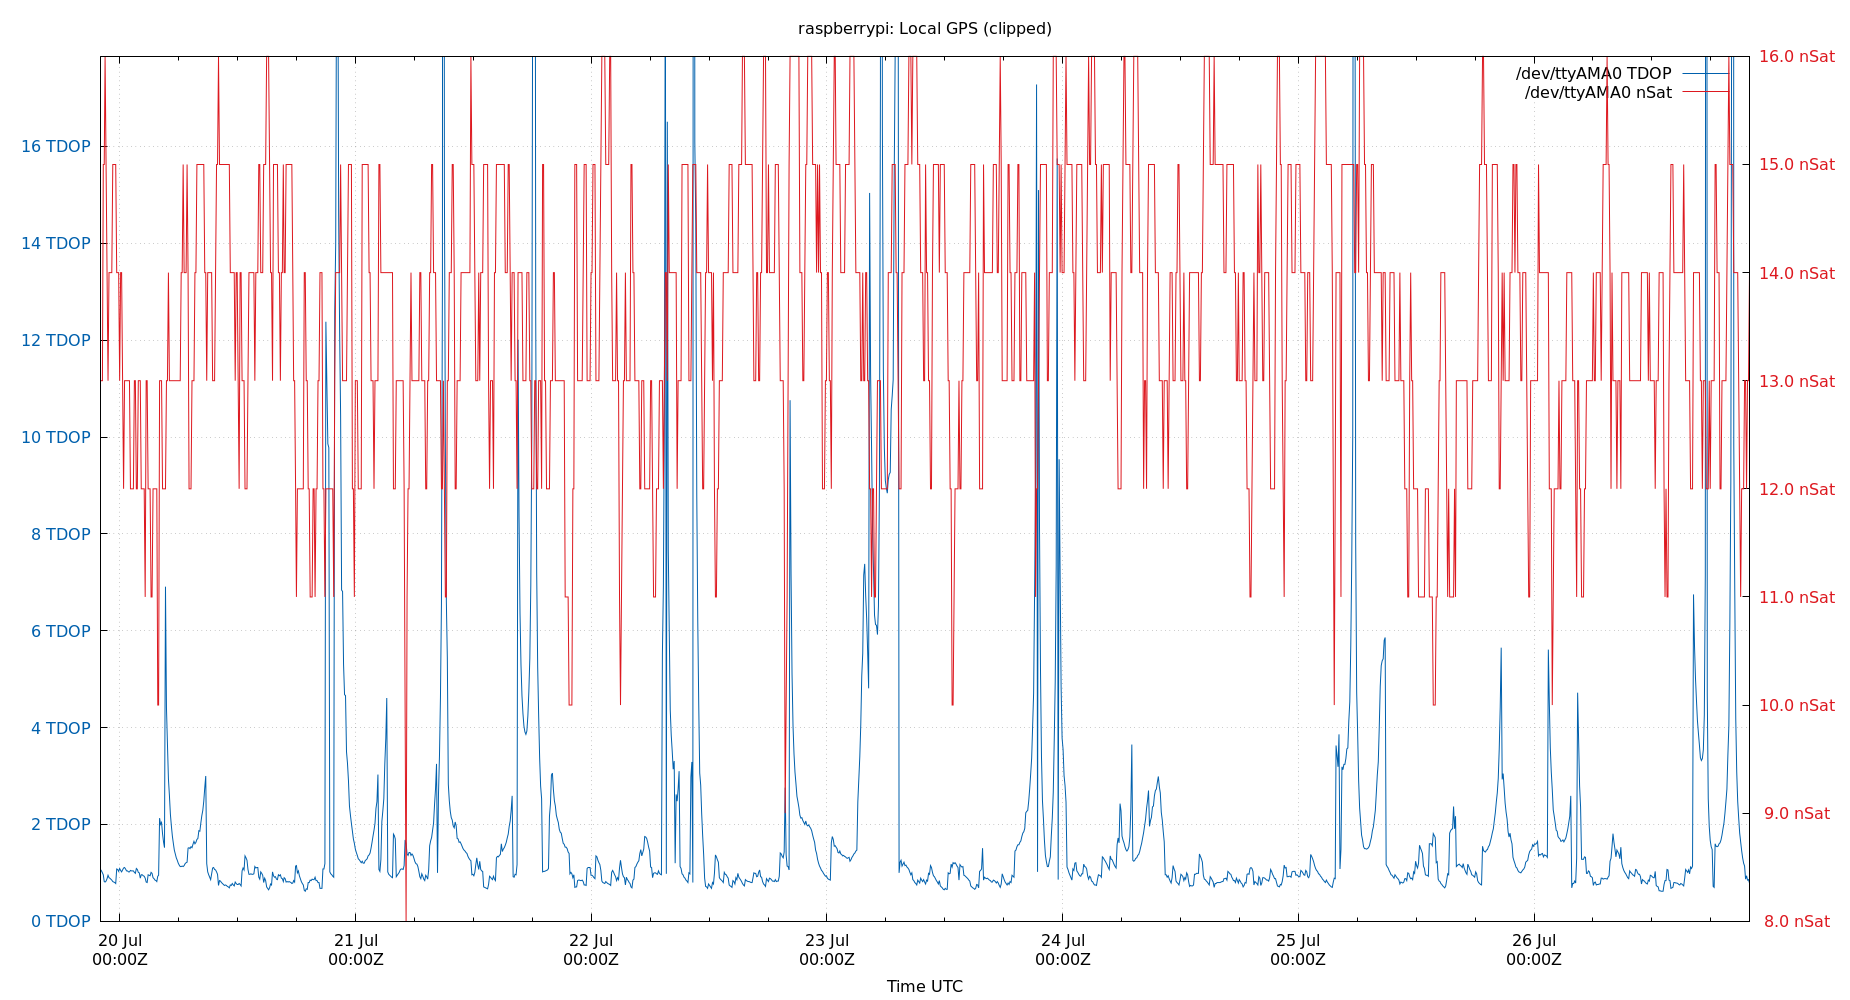 raspberrypi: Local GPS (clipped)
/dev/ttyAMA0 TDOP
/dev/ttyAMA0 nSat
16 TDOP
14 TDOP
12 TDOP
10 TDOP
8 TDOP
6 TDOP
4 TDOP
2 TDOP
0 TDOP
16.0 nSat
15.0 nSat
14.0 nSat
13.0 nSat
12.0 nSat
11.0 nSat
10.0 nSat
9.0 nSat
8.0 nSat
20 Jul
00:00Z
21 Jul
00:00Z
22 Jul
00:00Z
23 Jul
00:00Z
24 Jul
00:00Z
25 Jul
00:00Z
26 Jul
00:00Z
Time UTC